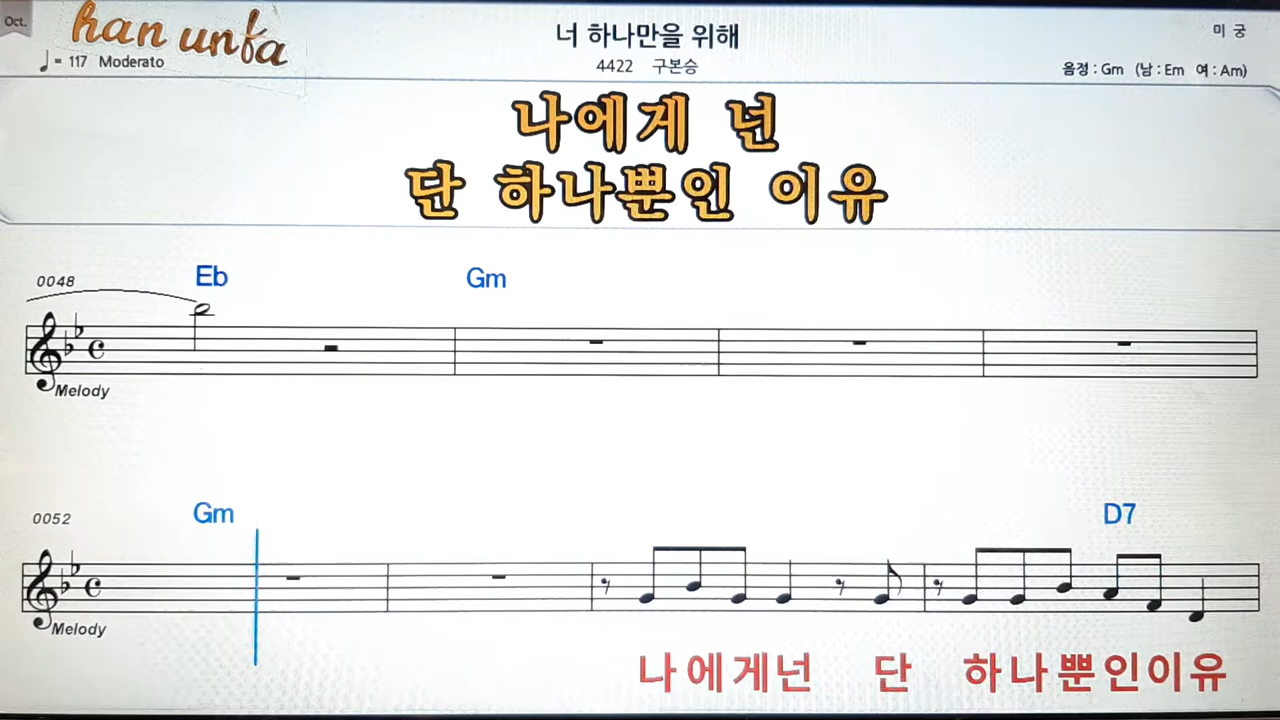 Oct.
han unfa
너 하나만을 위해
미 궁
♩= 117 Moderato
4422 구본승
음정 : Gm (남 : Em 여 : Am)
나에게 넌
단 하나뿐인 이유
0048
Eb
Gm
Melody
0052
Gm
D7
Melody
나에게넌 단 하나뿐인이유